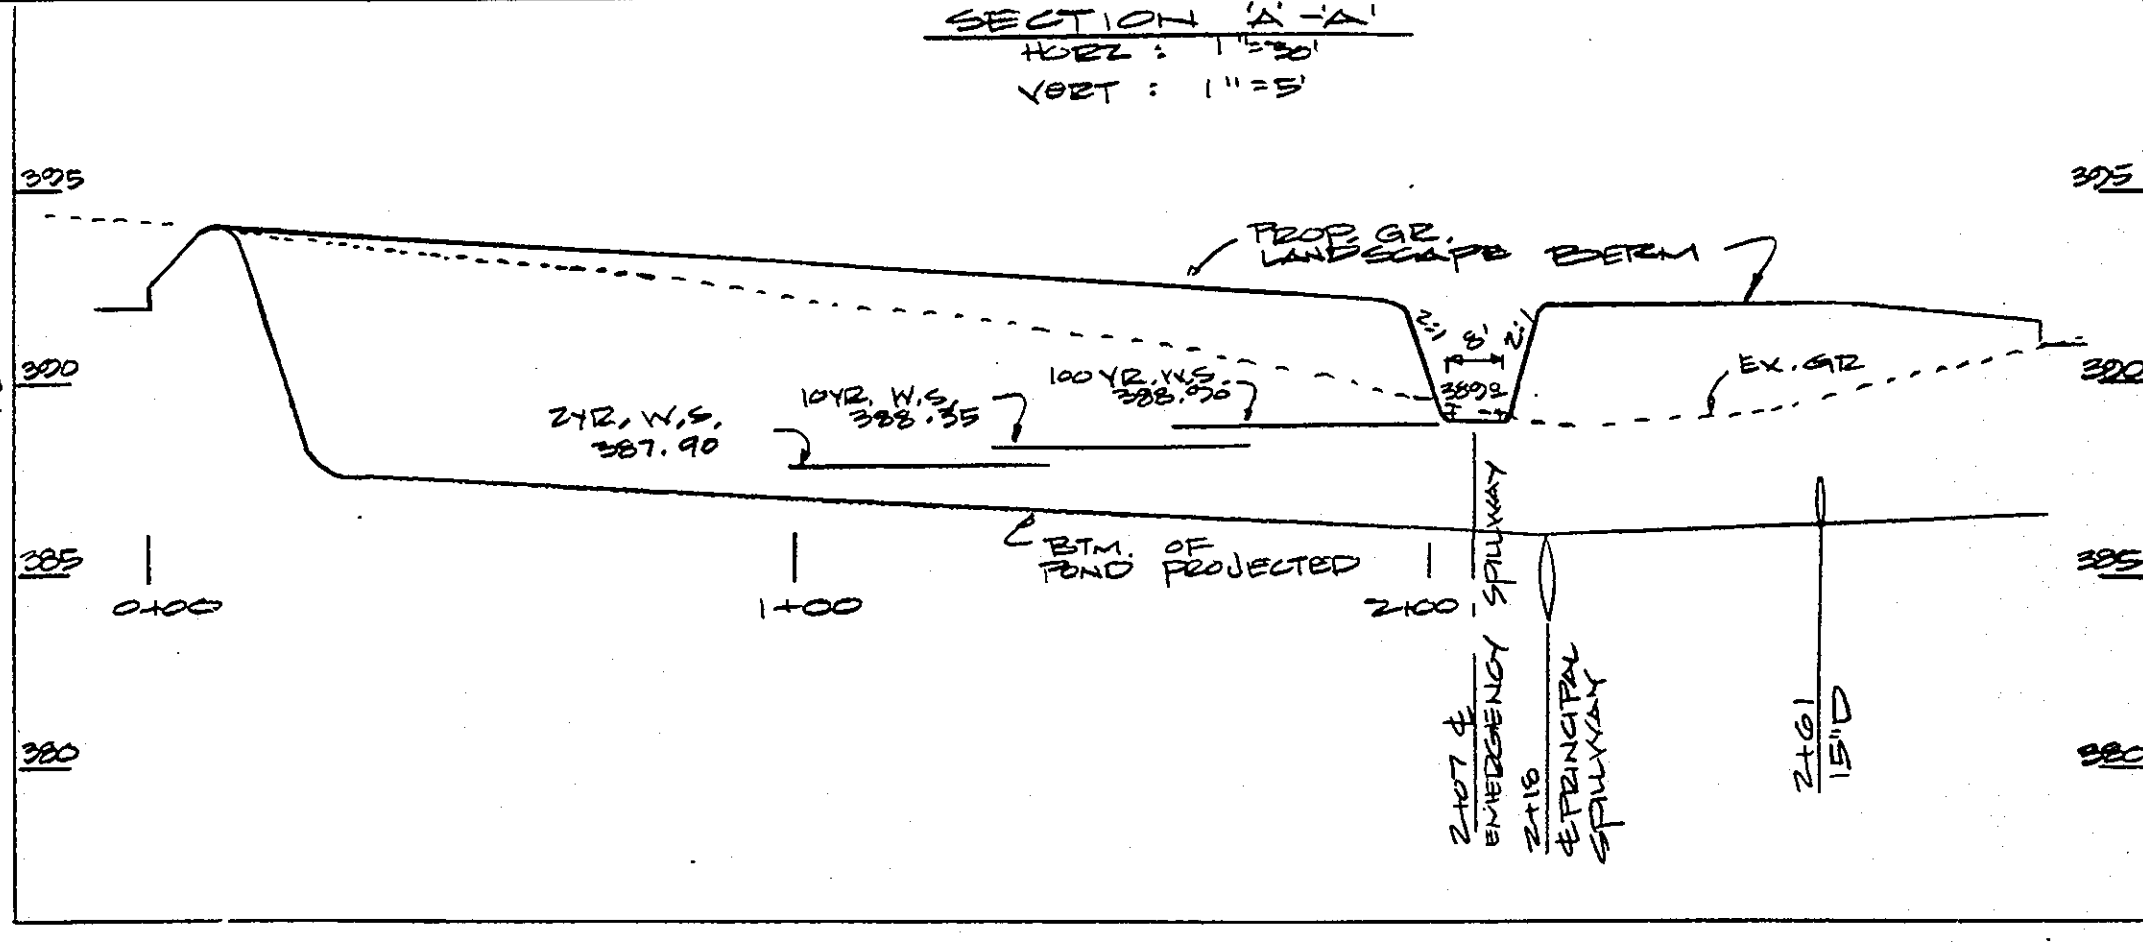 SECTION 'A'-'A'
HORZ : 1"=30'
VERT : 1"=5'
395
395
PROP. GR.
LANDSCAPE BERM
2:1
8'
2:1
390
390
EX. GR
100 YR. W.S.
388.90
10YR. W.S.
388.35
2YR. W.S.
387.90
BTM. OF
POND PROJECTED
385
385
0+00
1+00
2+00
2+07 ℄
EMERGENCY SPILLWAY
2+18
℄ PRINCIPAL
SPILLWAY
2+61
15"D
380
380